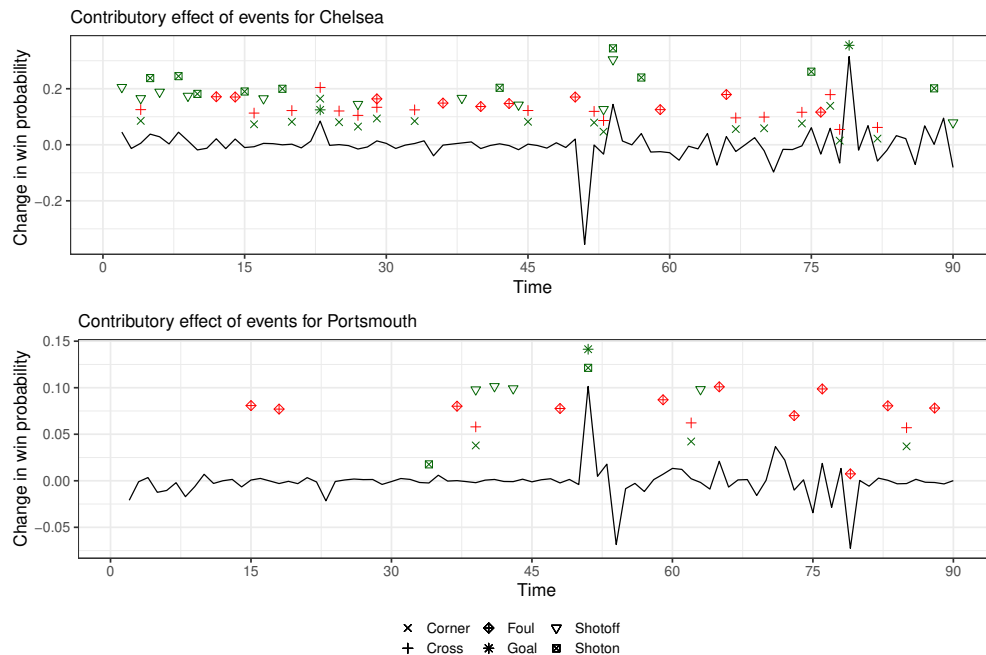 Contributory effect of events for Chelsea
Change in win probability
0.2
0.0
−0.2
0 15 30 45 60 75 90
Time
Contributory effect of events for Portsmouth
Change in win probability
0.15
0.10
0.05
0.00
−0.05
0 15 30 45 60 75 90
Time
Corner Foul Shotoff
Cross Goal Shoton